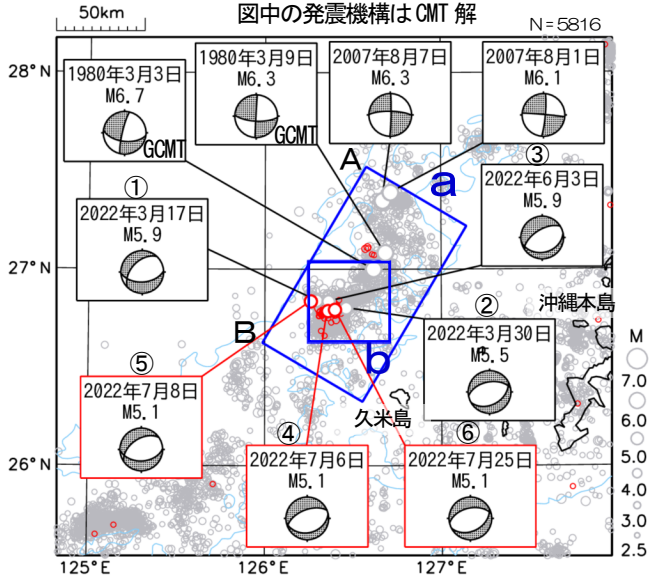 50km
図中の発震機構は CMT 解
N=5816
28°N
27°N
26°N
1980年3月3日
M6.7
GCMT
1980年3月9日
M6.3
GCMT
2007年8月7日
M6.3
2007年8月1日
M6.1
A
a
③
2022年6月3日
M5.9
①
2022年3月17日
M5.9
沖縄本島
B
b
②
2022年3月30日
M5.5
⑤
2022年7月8日
M5.1
久米島
④
2022年7月6日
M5.1
⑥
2022年7月25日
M5.1
M
7.0
6.0
5.0
4.0
3.0
2.5
125°E
126°E
127°E